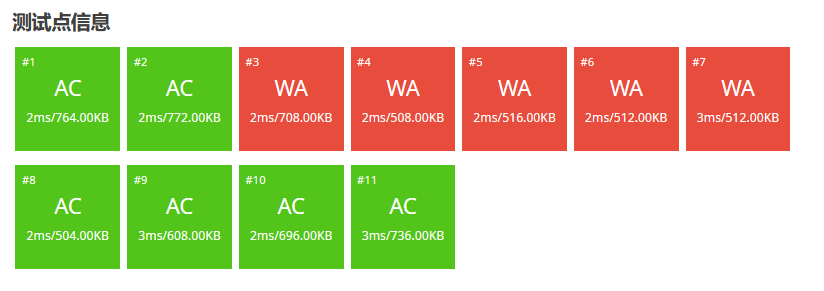 测试点信息
#1 #2 #3 #4 #5 #6 #7
AC AC WA WA WA WA WA
2ms/764.00KB 2ms/772.00KB 2ms/708.00KB 2ms/508.00KB 2ms/516.00KB 2ms/512.00KB 3ms/512.00KB
#8 #9 #10 #11
AC AC AC AC
2ms/504.00KB 3ms/608.00KB 2ms/696.00KB 3ms/736.00KB